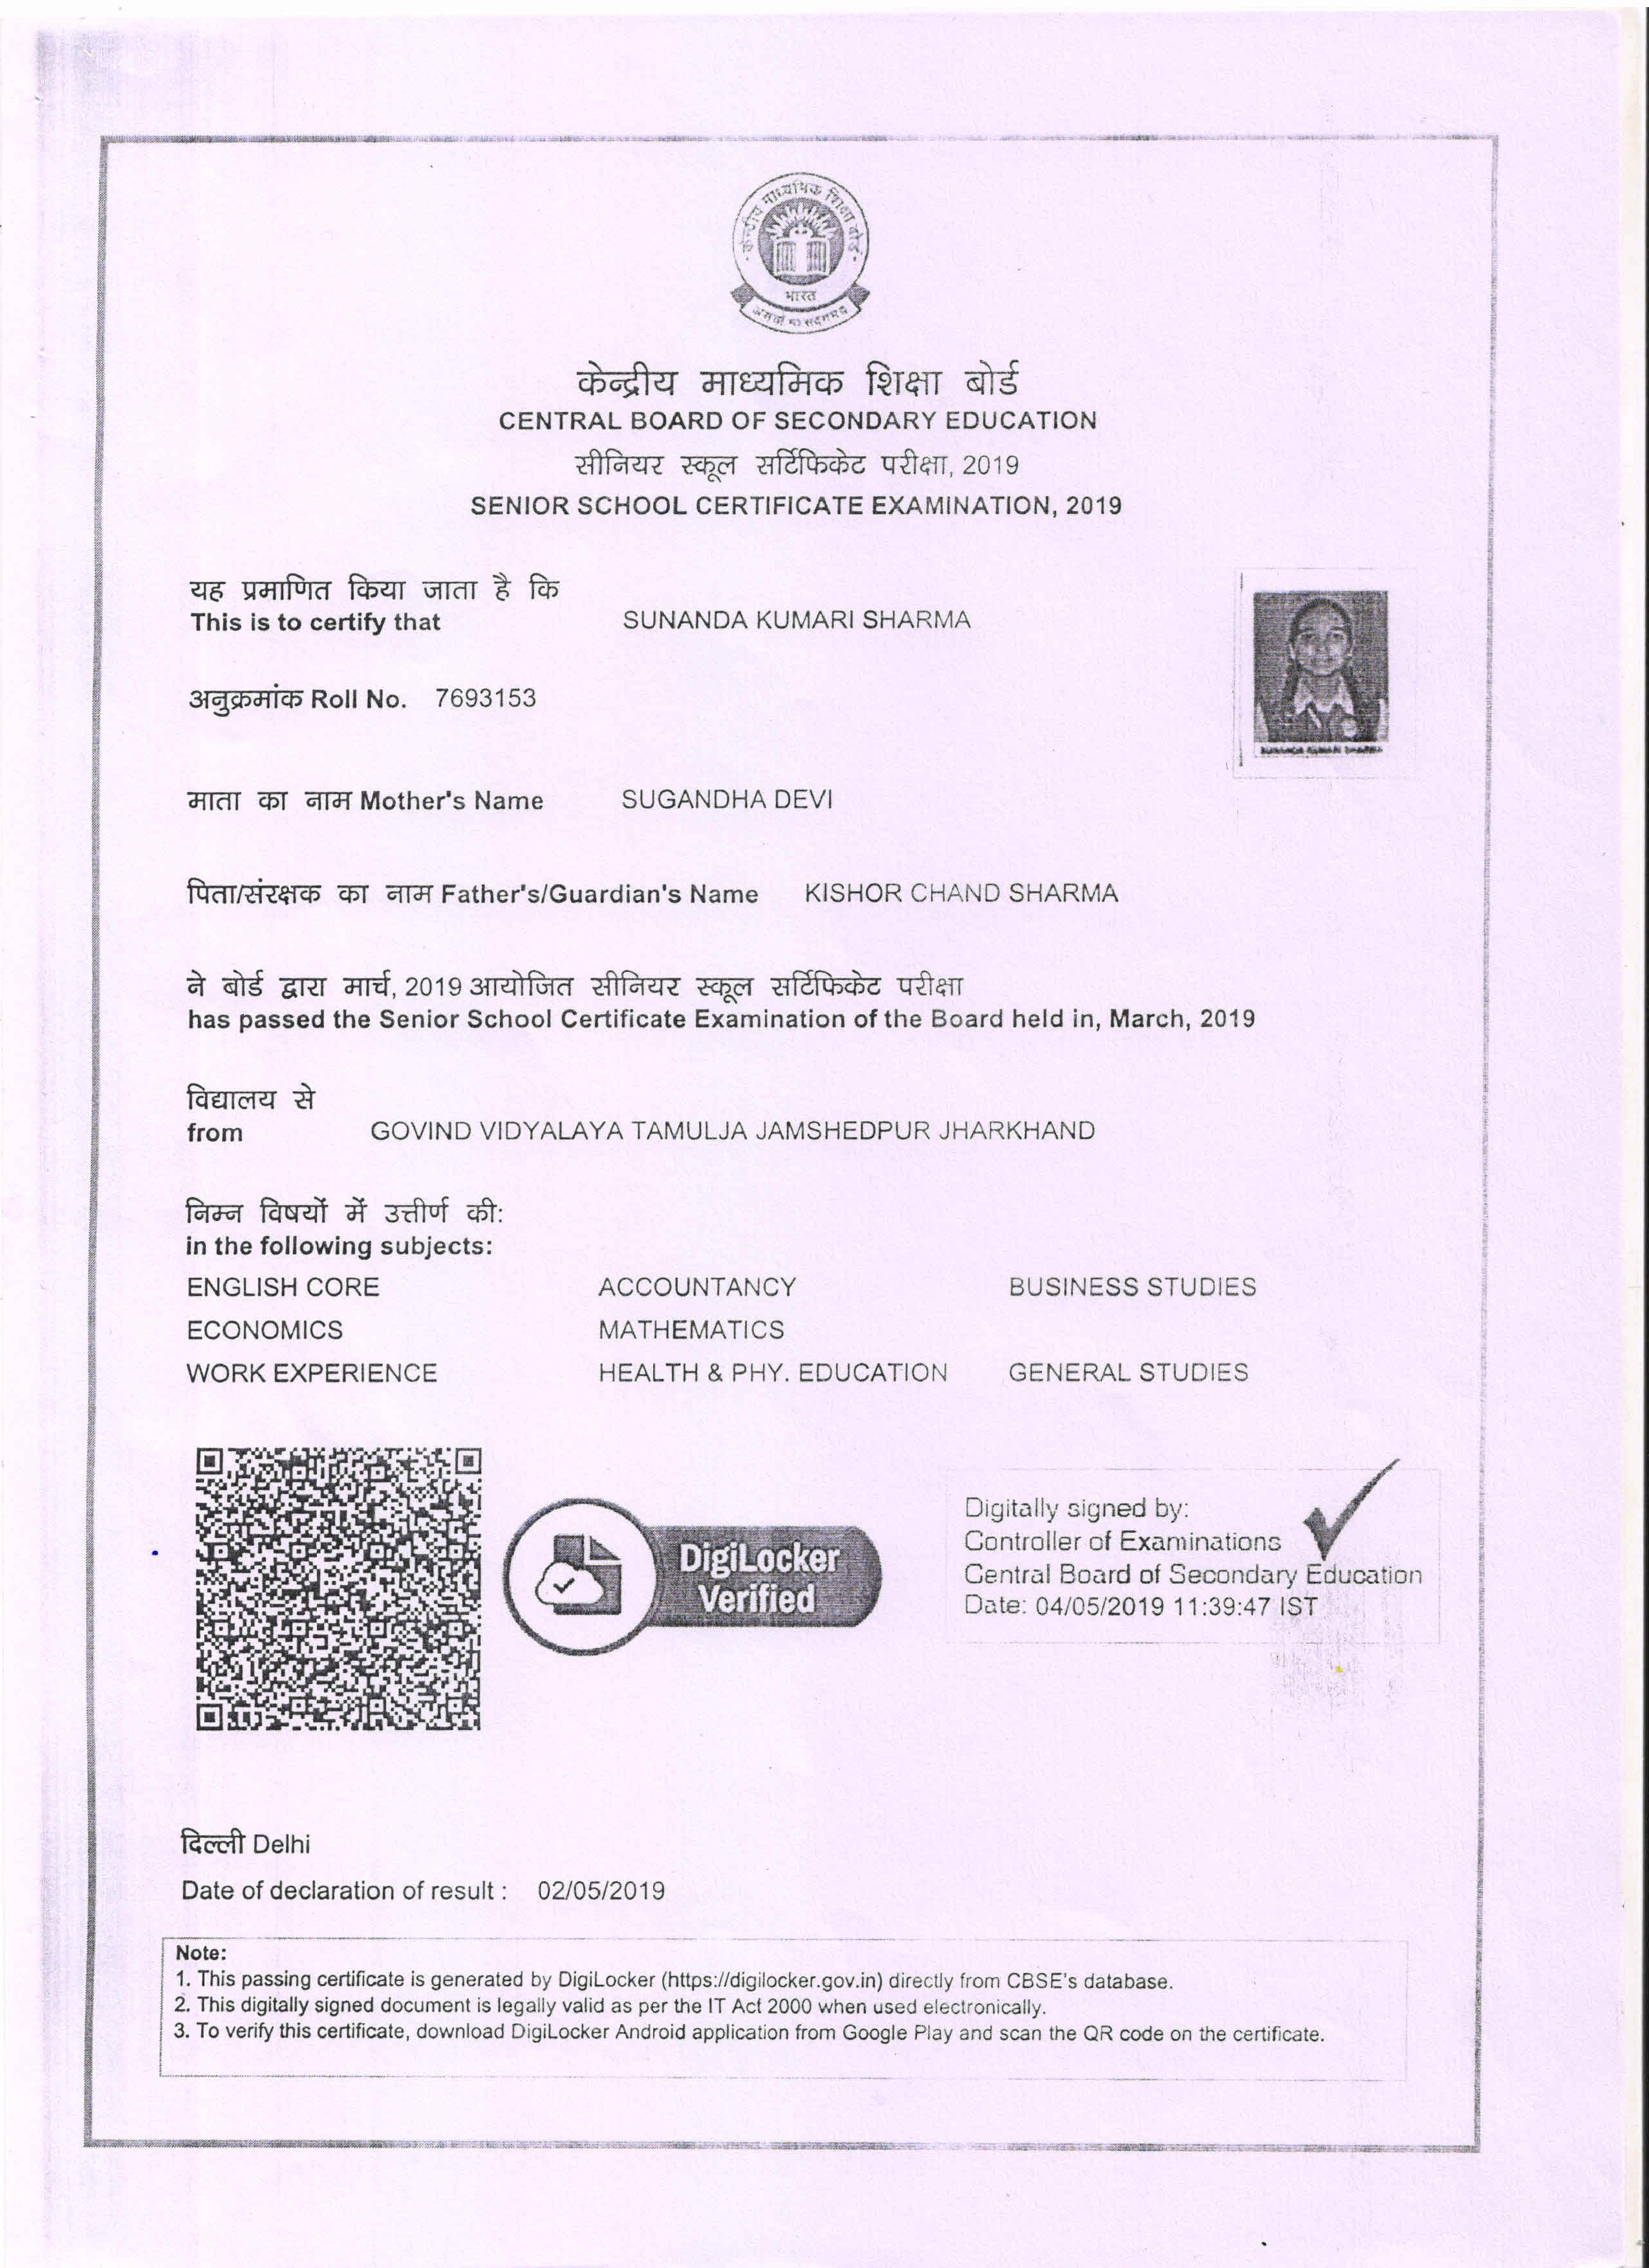 केन्द्रीय माध्यमिक शिक्षा बोर्ड
भारत
असतो मा सद्गमय
केन्द्रीय माध्यमिक शिक्षा बोर्ड
CENTRAL BOARD OF SECONDARY EDUCATION
सीनियर स्कूल सर्टिफिकेट परीक्षा, 2019
SENIOR SCHOOL CERTIFICATE EXAMINATION, 2019
यह प्रमाणित किया जाता है कि
This is to certify that SUNANDA KUMARI SHARMA
SUNANDA KUMARI SHARMA
अनुक्रमांक Roll No. 7693153
माता का नाम Mother's Name SUGANDHA DEVI
पिता/संरक्षक का नाम Father's/Guardian's Name KISHOR CHAND SHARMA
ने बोर्ड द्वारा मार्च, 2019 आयोजित सीनियर स्कूल सर्टिफिकेट परीक्षा
has passed the Senior School Certificate Examination of the Board held in, March, 2019
विद्यालय से
from GOVIND VIDYALAYA TAMULJA JAMSHEDPUR JHARKHAND
निम्न विषयों में उत्तीर्ण की:
in the following subjects:
ENGLISH CORE ACCOUNTANCY BUSINESS STUDIES
ECONOMICS MATHEMATICS
WORK EXPERIENCE HEALTH & PHY. EDUCATION GENERAL STUDIES
DigiLocker
Verified
Digitally signed by:
Controller of Examinations
Central Board of Secondary Education
Date: 04/05/2019 11:39:47 IST
दिल्ली Delhi
Date of declaration of result : 02/05/2019
Note:
1. This passing certificate is generated by DigiLocker (https://digilocker.gov.in) directly from CBSE's database.
2. This digitally signed document is legally valid as per the IT Act 2000 when used electronically.
3. To verify this certificate, download DigiLocker Android application from Google Play and scan the QR code on the certificate.